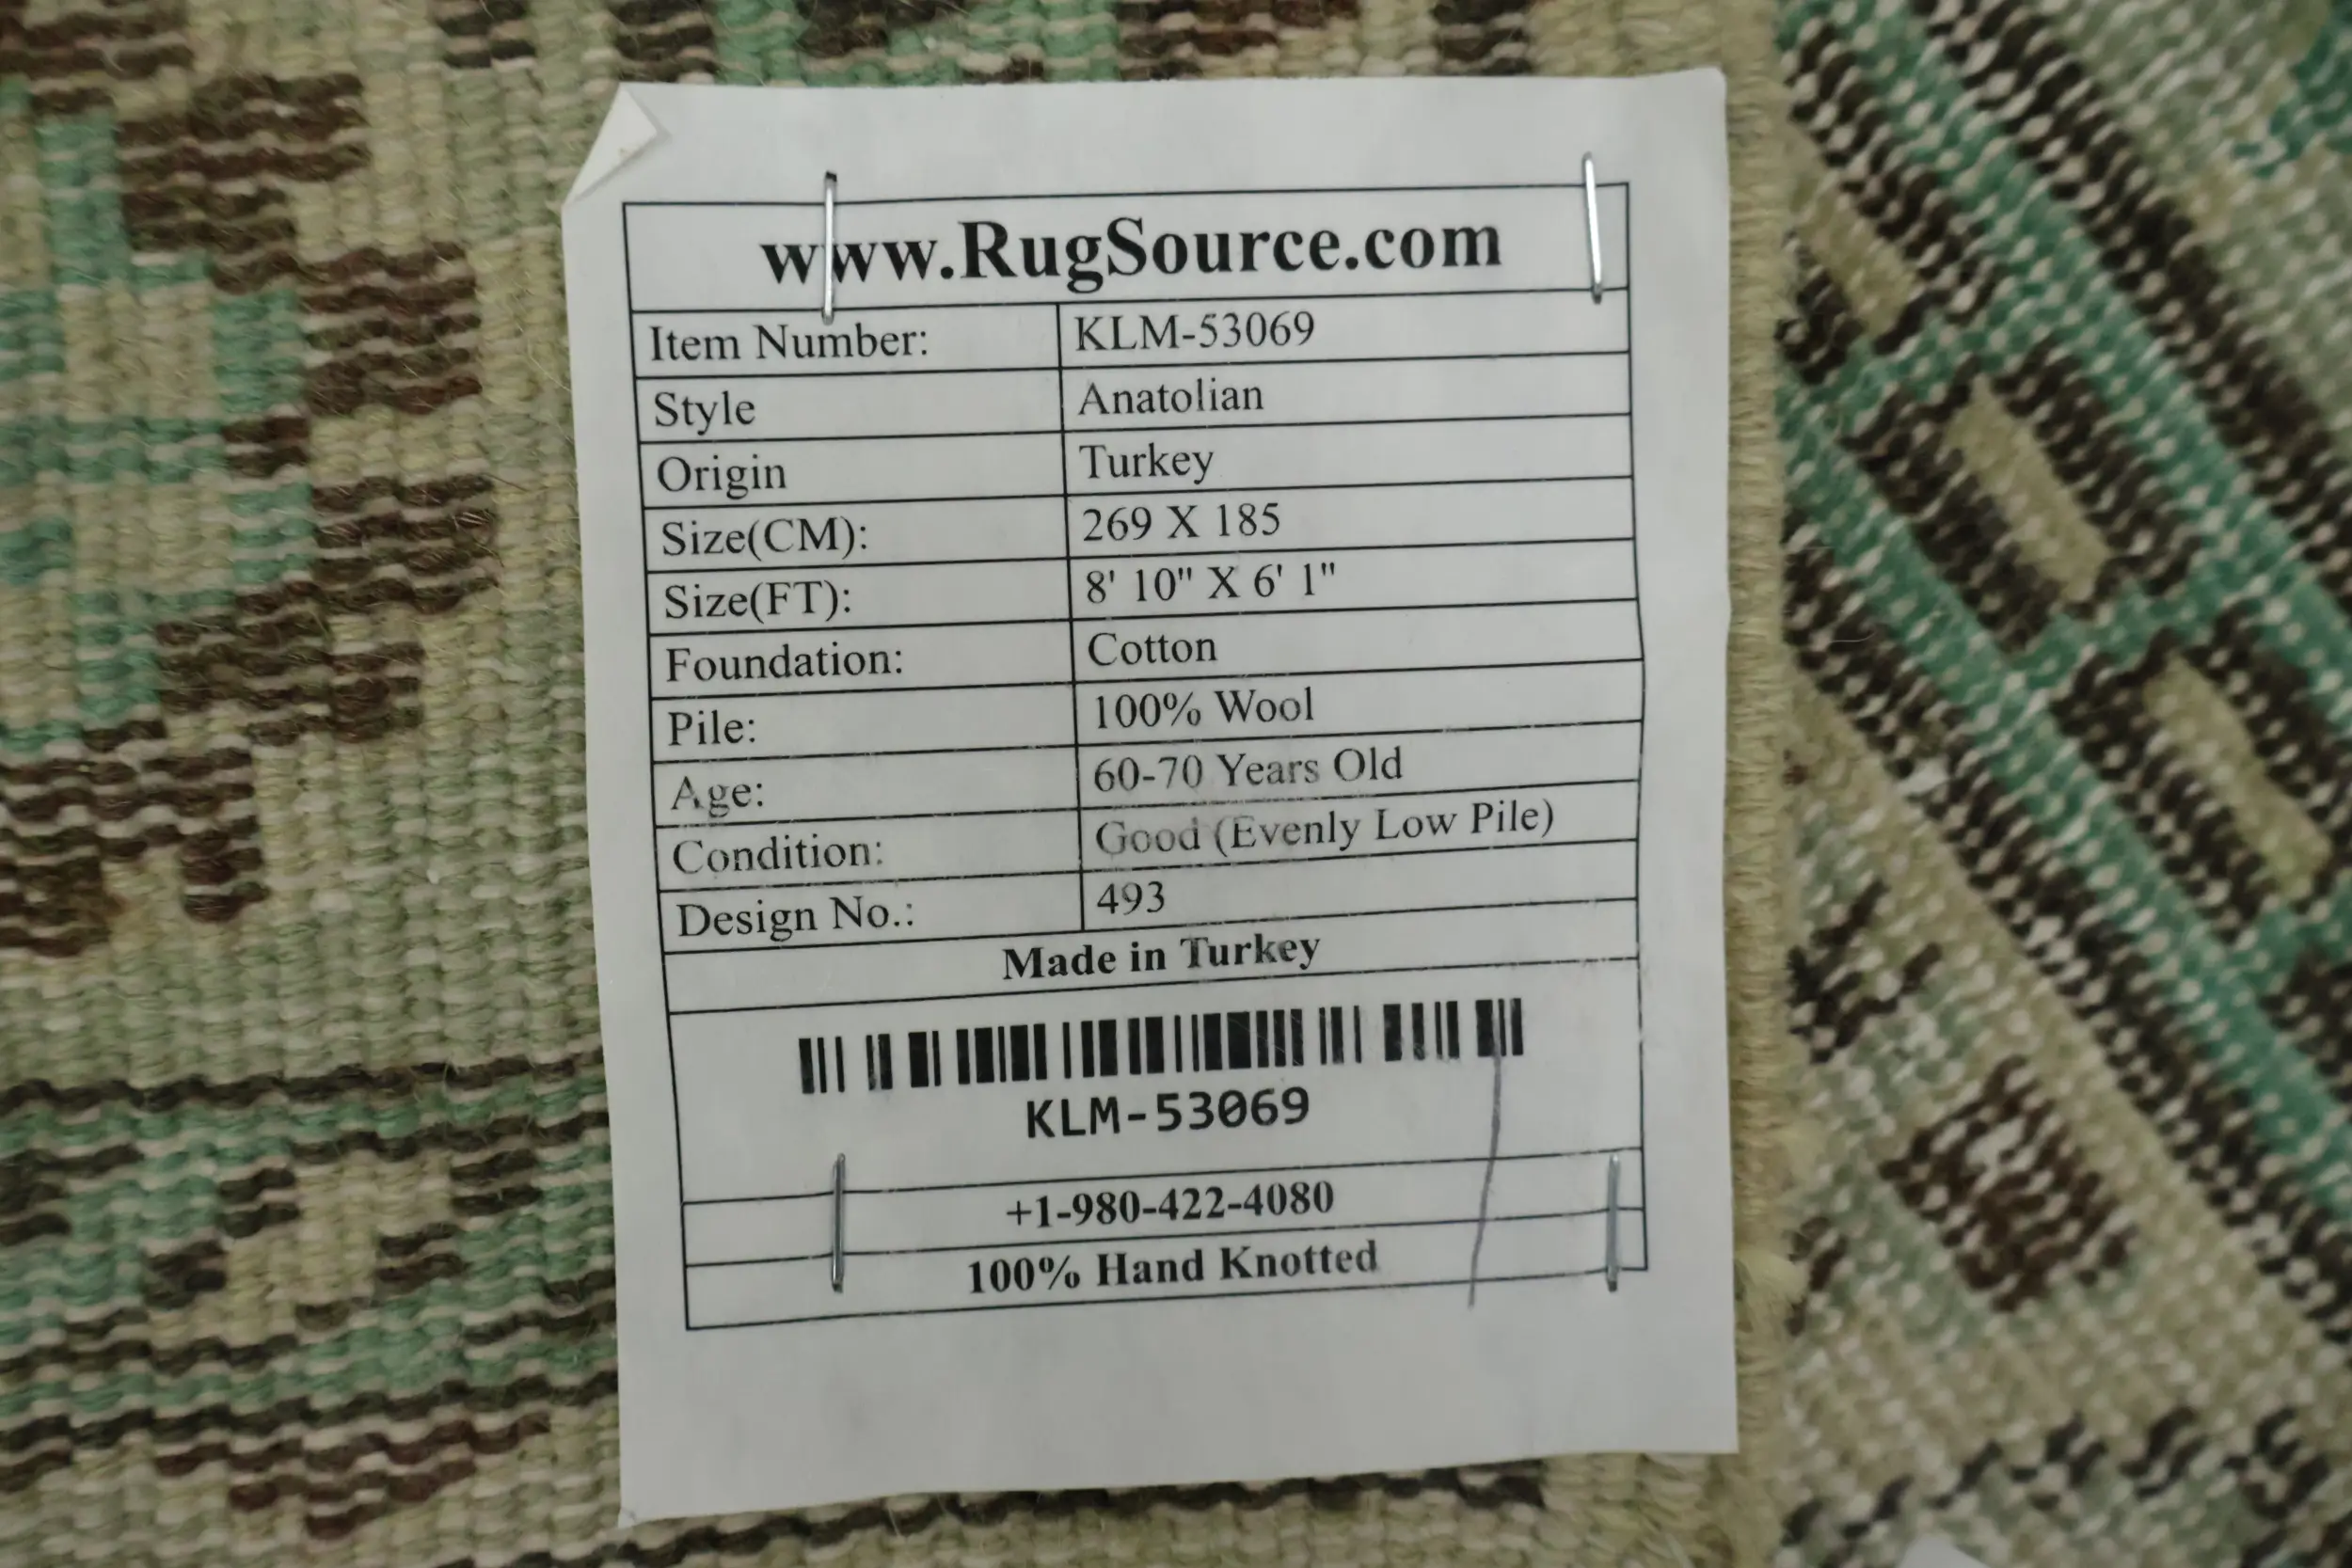 www.RugSource.com
Item Number: KLM-53069
Style Anatolian
Origin Turkey
Size(CM): 269 X 185
Size(FT): 8' 10" X 6' 1"
Foundation: Cotton
Pile: 100% Wool
Age: 60-70 Years Old
Condition: Good (Evenly Low Pile)
Design No.: 493
Made in Turkey
KLM-53069
+1-980-422-4080
100% Hand Knotted